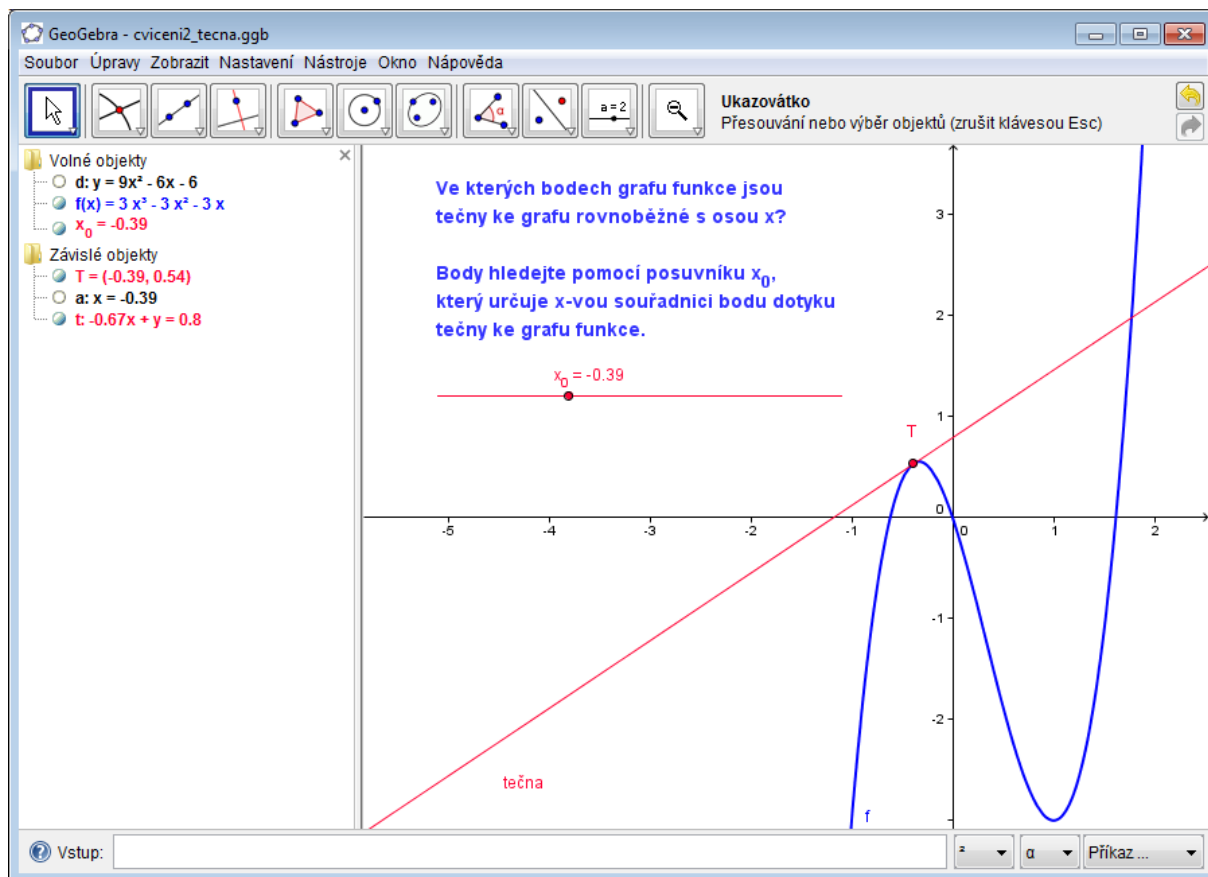 GeoGebra - cviceni2_tecna.ggb
Soubor Úpravy Zobrazit Nastavení Nástroje Okno Nápověda
a = 2
α
Ukazovátko
Přesouvání nebo výběr objektů (zrušit klávesou Esc)
Volné objekty
d: y = 9x² - 6x - 6
f(x) = 3 x³ - 3 x² - 3 x
x₀ = -0.39
Závislé objekty
T = (-0.39, 0.54)
a: x = -0.39
t: -0.67x + y = 0.8
Ve kterých bodech grafu funkce jsou
tečny ke grafu rovnoběžné s osou x?
Body hledejte pomocí posuvníku x₀,
který určuje x-vou souřadnici bodu dotyku
tečny ke grafu funkce.
x₀ = -0.39
3
2
1
T
0
-5 -4 -3 -2 -1 0 1 2
-1
-2
tečna
f
Vstup:
² α Příkaz ...